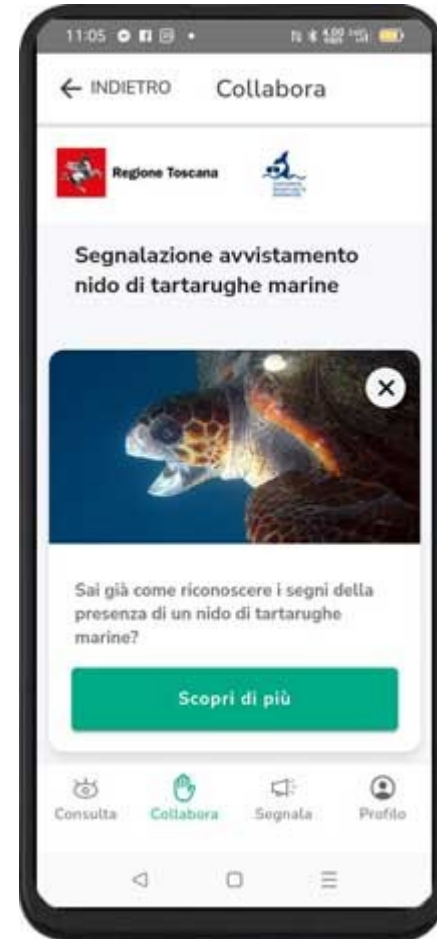 11:05
INDIETRO Collabora
Regione Toscana
Segnalazione avvistamento
nido di tartarughe marine
Sai già come riconoscere i segni della
presenza di un nido di tartarughe
marine?
Scopri di più
Consulta Collabora Segnala Profilo